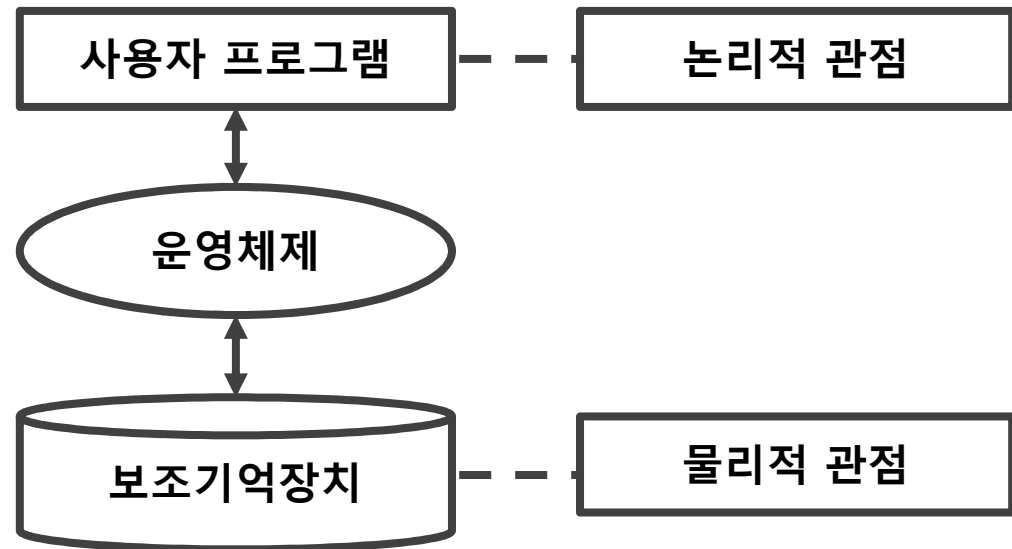 사용자 프로그램
논리적 관점
운영체제
보조기억장치
물리적 관점